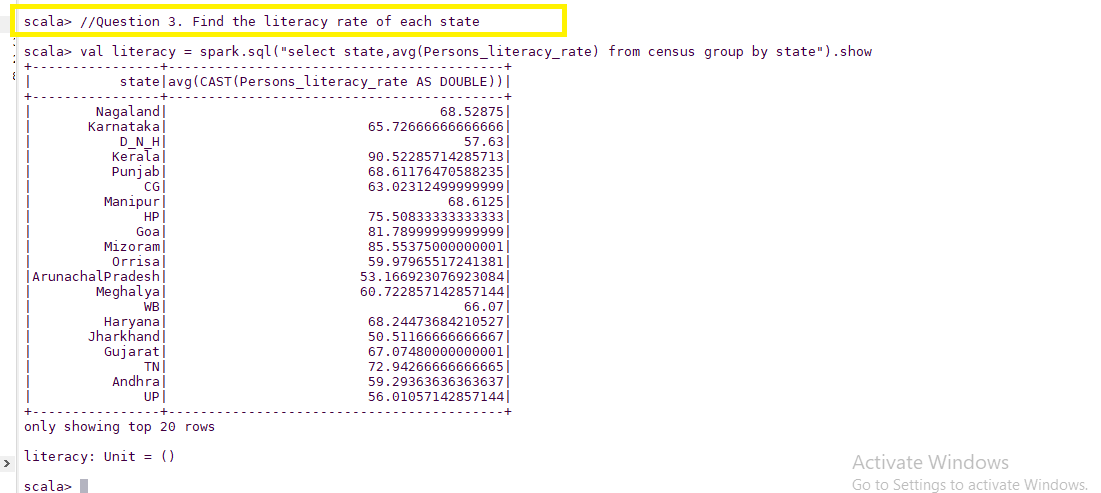 scala> //Question 3. Find the literacy rate of each state
scala> val literacy = spark.sql("select state,avg(Persons_literacy_rate) from census group by state").show
+----------------+------------------------------------------+
|           state|avg(CAST(Persons_literacy_rate AS DOUBLE))|
+----------------+------------------------------------------+
|        Nagaland|                                  68.52875|
|       Karnataka|                         65.72666666666666|
|           D_N_H|                                     57.63|
|          Kerala|                         90.52285714285713|
|          Punjab|                         68.61176470588235|
|              CG|                         63.02312499999999|
|         Manipur|                                   68.6125|
|              HP|                         75.50833333333333|
|             Goa|                         81.78999999999999|
|         Mizoram|                         85.55375000000001|
|          Orrisa|                         59.97965517241381|
|ArunachalPradesh|                        53.166923076923084|
|       Meghalya|                        60.722857142857144|
|              WB|                                     66.07|
|         Haryana|                         68.24473684210527|
|       Jharkhand|                         50.51166666666667|
|         Gujarat|                         67.07480000000001|
|              TN|                         72.94266666666665|
|          Andhra|                         59.29363636363637|
|              UP|                         56.01057142857144|
+----------------+------------------------------------------+
only showing top 20 rows
literacy: Unit = ()
scala>
Activate Windows
Go to Settings to activate Windows.